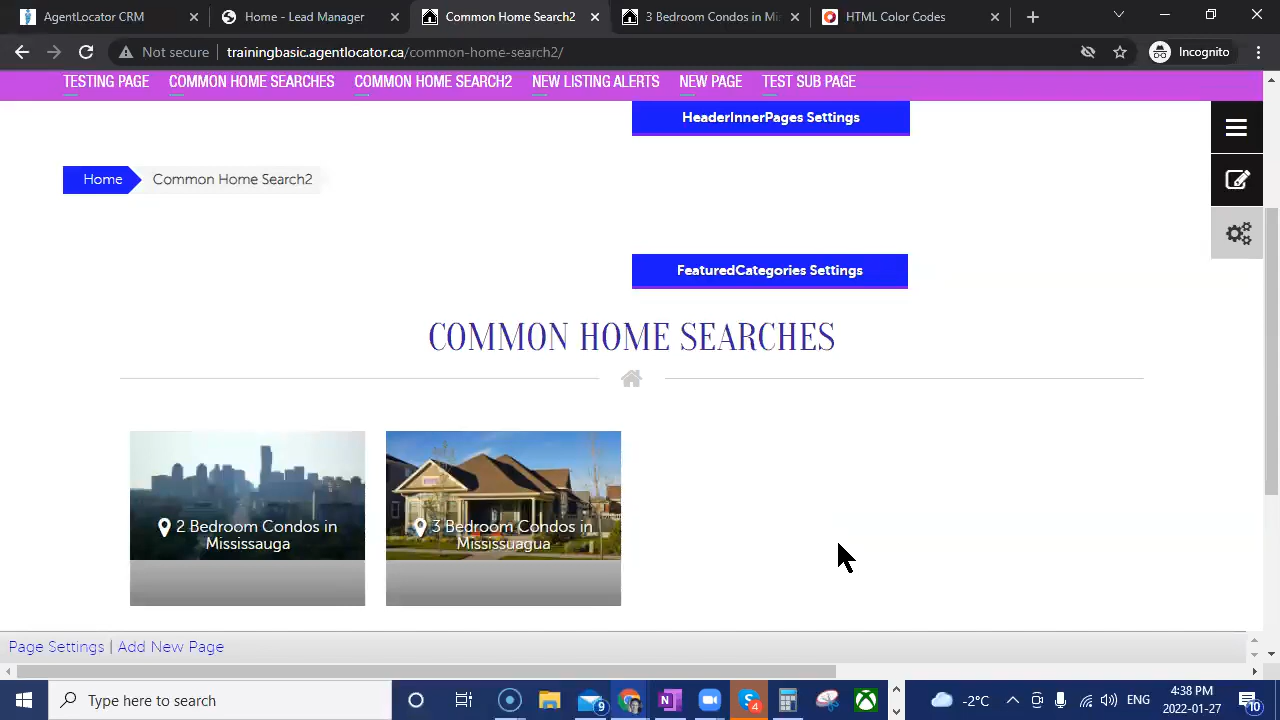 AgentLocator CRM
Home - Lead Manager
Common Home Search2
3 Bedroom Condos in Mi
HTML Color Codes
Not secure
trainingbasic.agentlocator.ca/common-home-search2/
Incognito
TESTING PAGE COMMON HOME SEARCHES COMMON HOME SEARCH2 NEW LISTING ALERTS NEW PAGE TEST SUB PAGE
HeaderInnerPages Settings
Home Common Home Search2
FeaturedCategories Settings
COMMON HOME SEARCHES
2 Bedroom Condos in
Mississauga
3 Bedroom Condos in
Mississuagua
Page Settings | Add New Page
Type here to search
9
4
-2°C
ENG
4:38 PM
2022-01-27
10